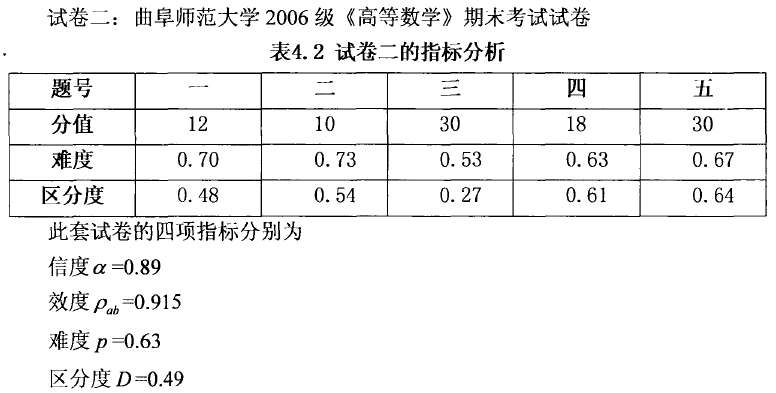 试卷二：曲阜师范大学 2006 级《高等数学》期末考试试卷
表4.2 试卷二的指标分析
题号 一 二 三 四 五
分值 12 10 30 18 30
难度 0.70 0.73 0.53 0.63 0.67
区分度 0.48 0.54 0.27 0.61 0.64
此套试卷的四项指标分别为
信度α=0.89
效度ρab=0.915
难度 p=0.63
区分度 D=0.49